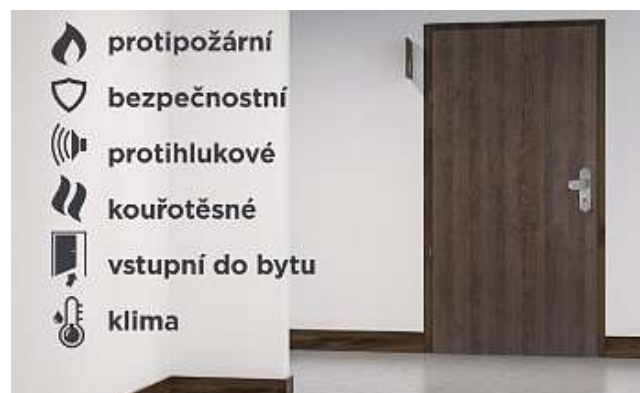 protipožární
bezpečnostní
protihlukové
kouřotěsné
vstupní do bytu
klima